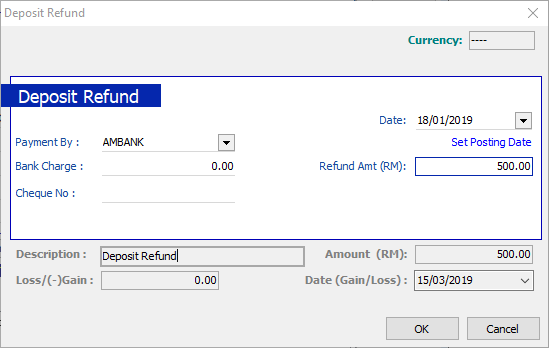 Deposit Refund
Currency: ----
Deposit Refund
Date: 18/01/2019
Payment By : AMBANK Set Posting Date
Bank Charge : 0.00 Refund Amt (RM): 500.00
Cheque No :
Description : Deposit Refund Amount (RM): 500.00
Loss/(-)Gain : 0.00 Date (Gain/Loss) : 15/03/2019
OK Cancel